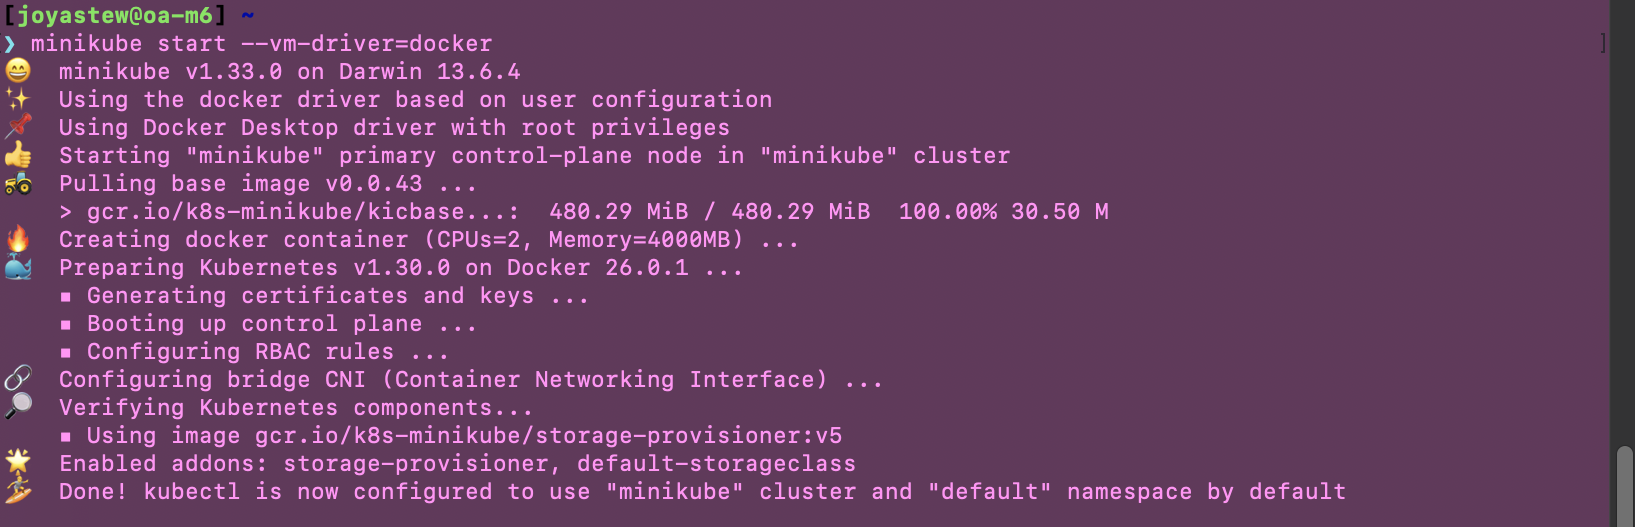 [joyastew@oa-m6] ~
❯ minikube start --vm-driver=docker ]
😄  minikube v1.33.0 on Darwin 13.6.4
✨  Using the docker driver based on user configuration
📌  Using Docker Desktop driver with root privileges
👍  Starting "minikube" primary control-plane node in "minikube" cluster
🚜  Pulling base image v0.0.43 ...
    > gcr.io/k8s-minikube/kicbase...:  480.29 MiB / 480.29 MiB  100.00% 30.50 M
🔥  Creating docker container (CPUs=2, Memory=4000MB) ...
🐳  Preparing Kubernetes v1.30.0 on Docker 26.0.1 ...
    ▪ Generating certificates and keys ...
    ▪ Booting up control plane ...
    ▪ Configuring RBAC rules ...
🔗  Configuring bridge CNI (Container Networking Interface) ...
🔎  Verifying Kubernetes components...
    ▪ Using image gcr.io/k8s-minikube/storage-provisioner:v5
🌟  Enabled addons: storage-provisioner, default-storageclass
🏄  Done! kubectl is now configured to use "minikube" cluster and "default" namespace by default